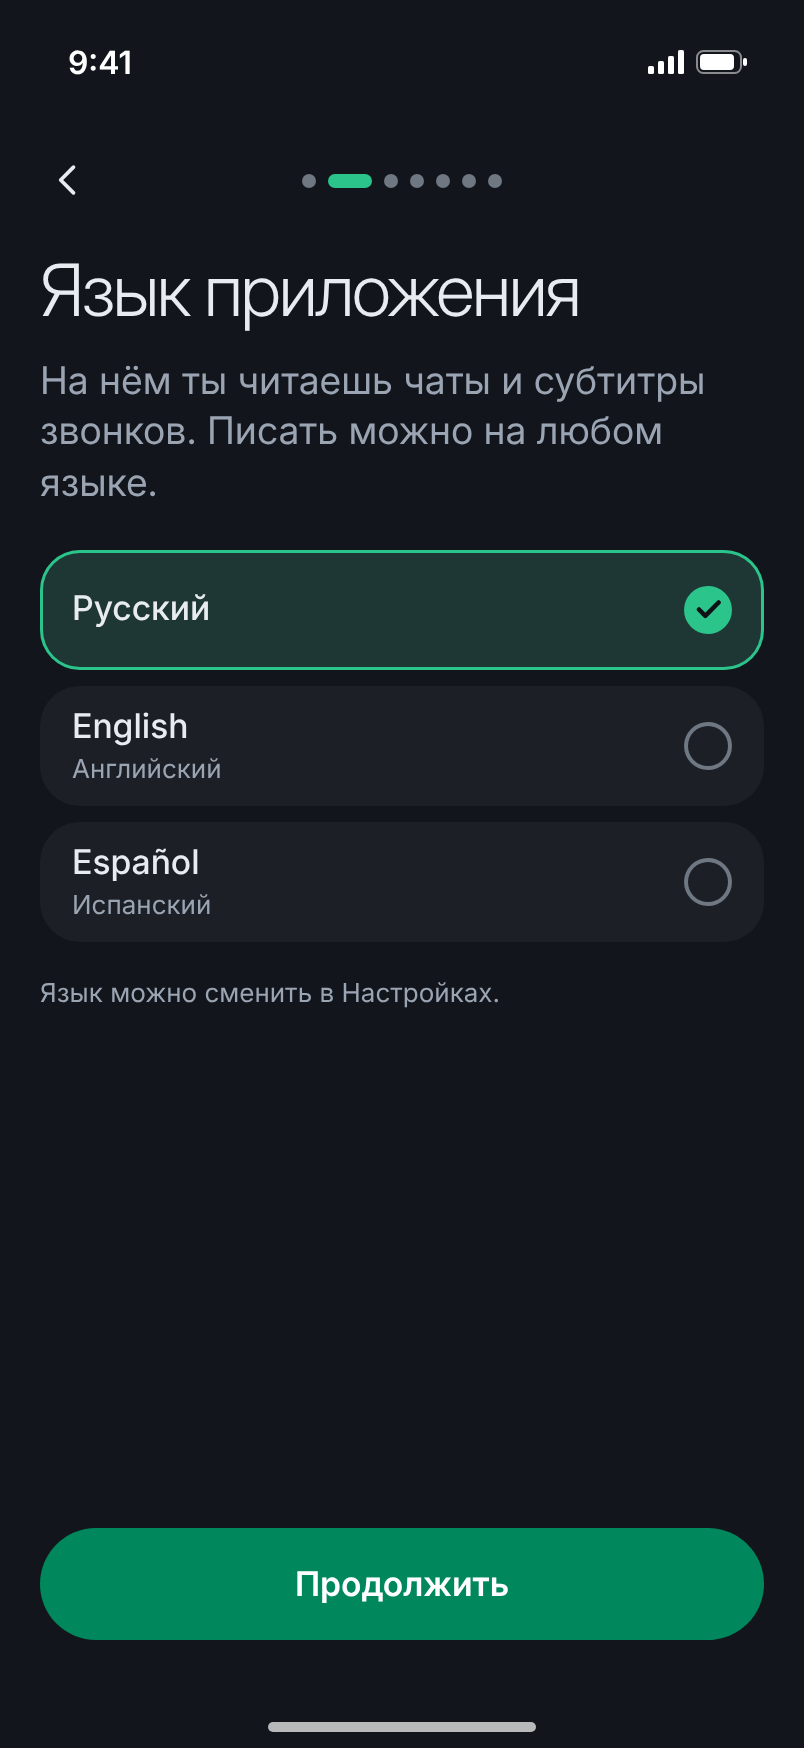 9:41
Язык приложения
На нём ты читаешь чаты и субтитры
звонков. Писать можно на любом
языке.
Русский
English
Английский
Español
Испанский
Язык можно сменить в Настройках.
Продолжить